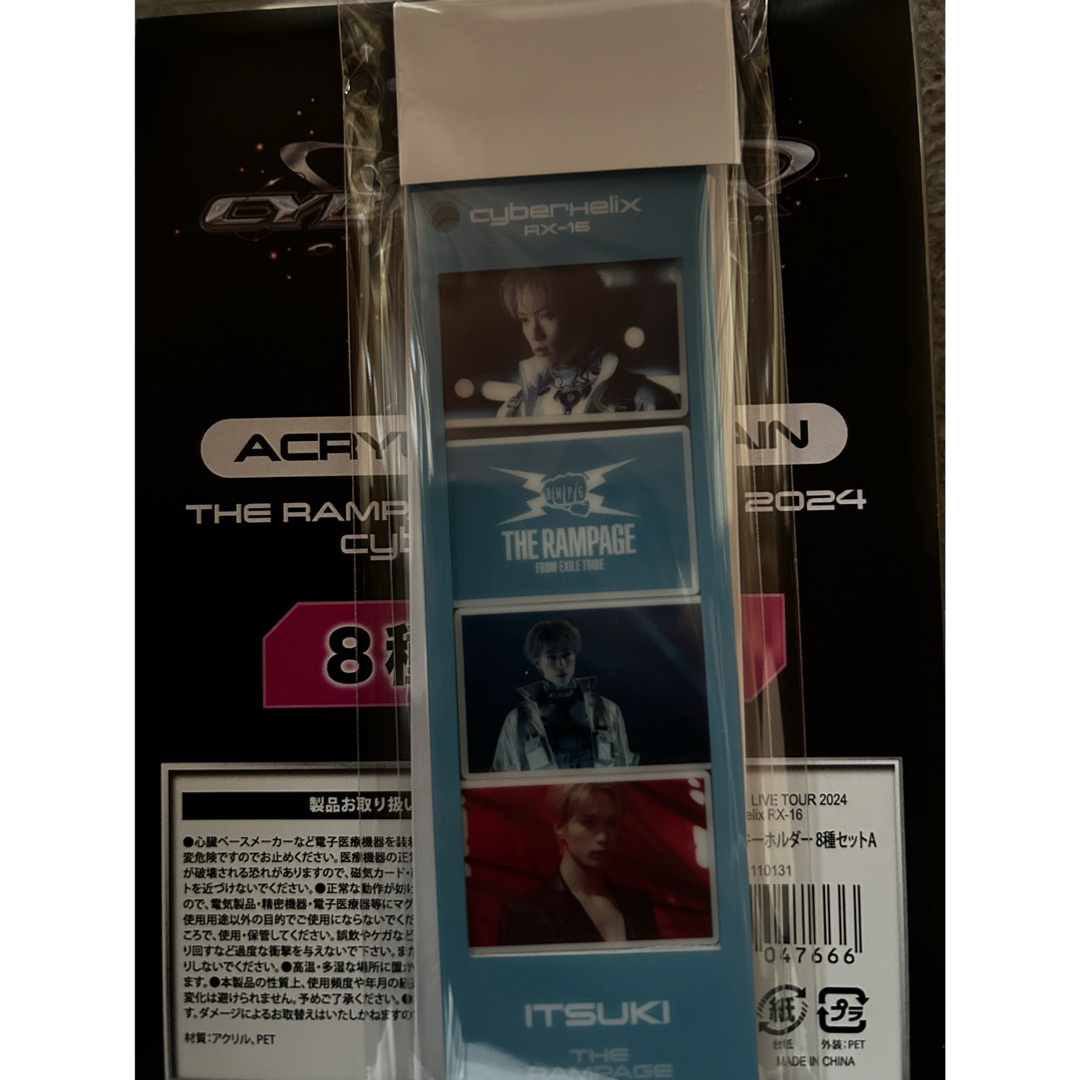 cyberhelix
RX-16
ACRY
AIN
THE RAMP
2024
cy
RMPG
THE RAMPAGE
FROM EXILE TRIBE
8種
製品お取り扱い
●心臓ペースメーカーなど電子医療機器を装
変危険ですのでお止めください。医療機器の正
が破壊される恐れがありますので、磁気カード・
トを近づけないでください。●正常な動作が
ので、電気製品・精密機器・電子医療器等にマグ
使用用途以外の目的でご使用にならないでくだ
ころで、使用・保管してください。誤飲やケガなど
り回すなど過度な衝撃を与えないで下さい。また
りしないでください。●高温・多湿な場所に置か
ます。●本製品の性質上、使用頻度や年月の経
変化は避けられません。予めご了承ください。●
す。ダメージによるお取替えはいたしかねますの
材質:アクリル、PET
LIVE TOUR 2024
elix RX-16
キーホルダー 8種セットA
110131
047666
紙
台紙
プラ
外装:PET
MADE IN CHINA
ITSUKI
THE
RAMPAGE